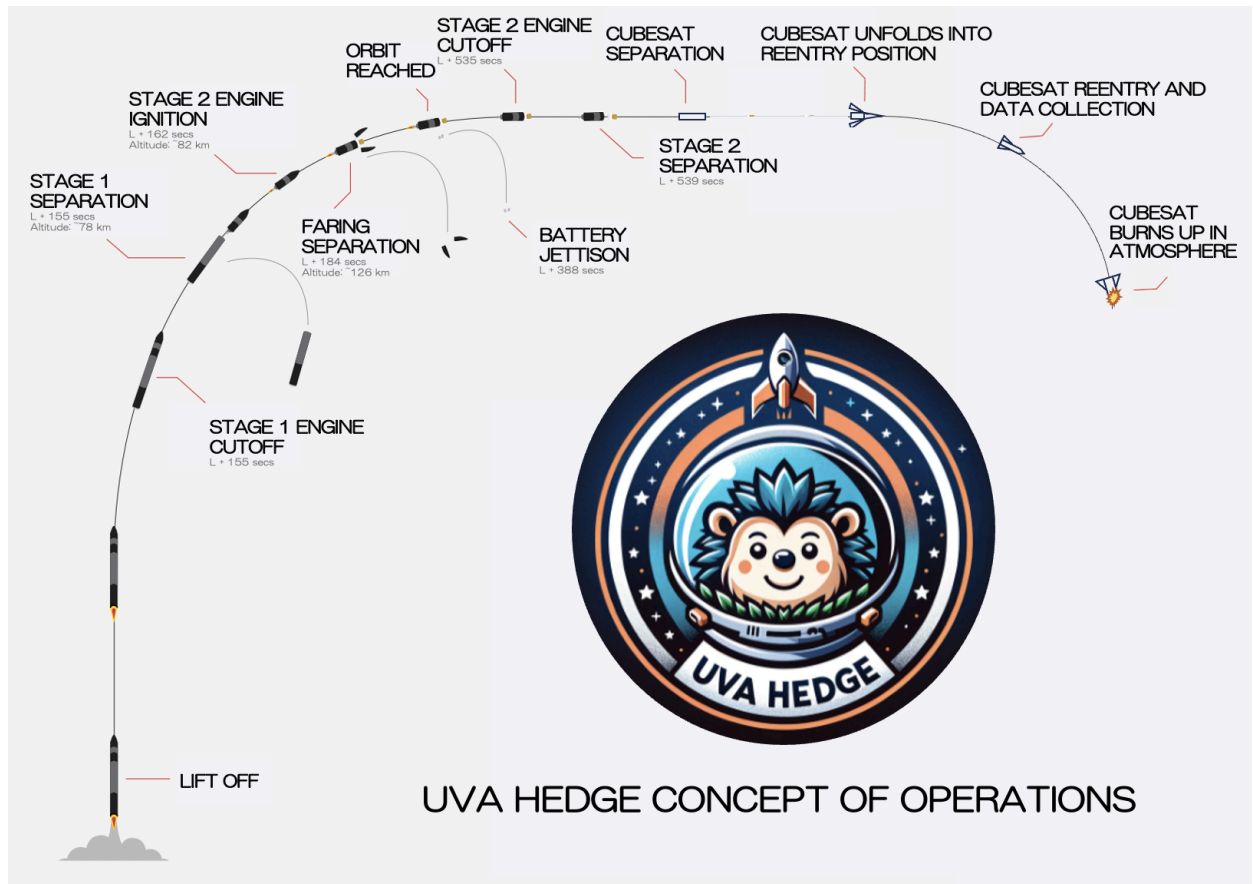 LIFT OFF
STAGE 1 ENGINE
CUTOFF
L + 155 secs
STAGE 1
SEPARATION
L + 155 secs
Altitude: ~78 km
STAGE 2 ENGINE
IGNITION
L + 162 secs
Altitude: ~82 km
FARING
SEPARATION
L + 184 secs
Altitude: ~126 km
ORBIT
REACHED
BATTERY
JETTISON
L + 388 secs
STAGE 2 ENGINE
CUTOFF
L + 535 secs
STAGE 2
SEPARATION
L + 539 secs
CUBESAT
SEPARATION
CUBESAT UNFOLDS INTO
REENTRY POSITION
CUBESAT REENTRY AND
DATA COLLECTION
CUBESAT
BURNS UP IN
ATMOSPHERE
UVA HEDGE
UVA HEDGE CONCEPT OF OPERATIONS